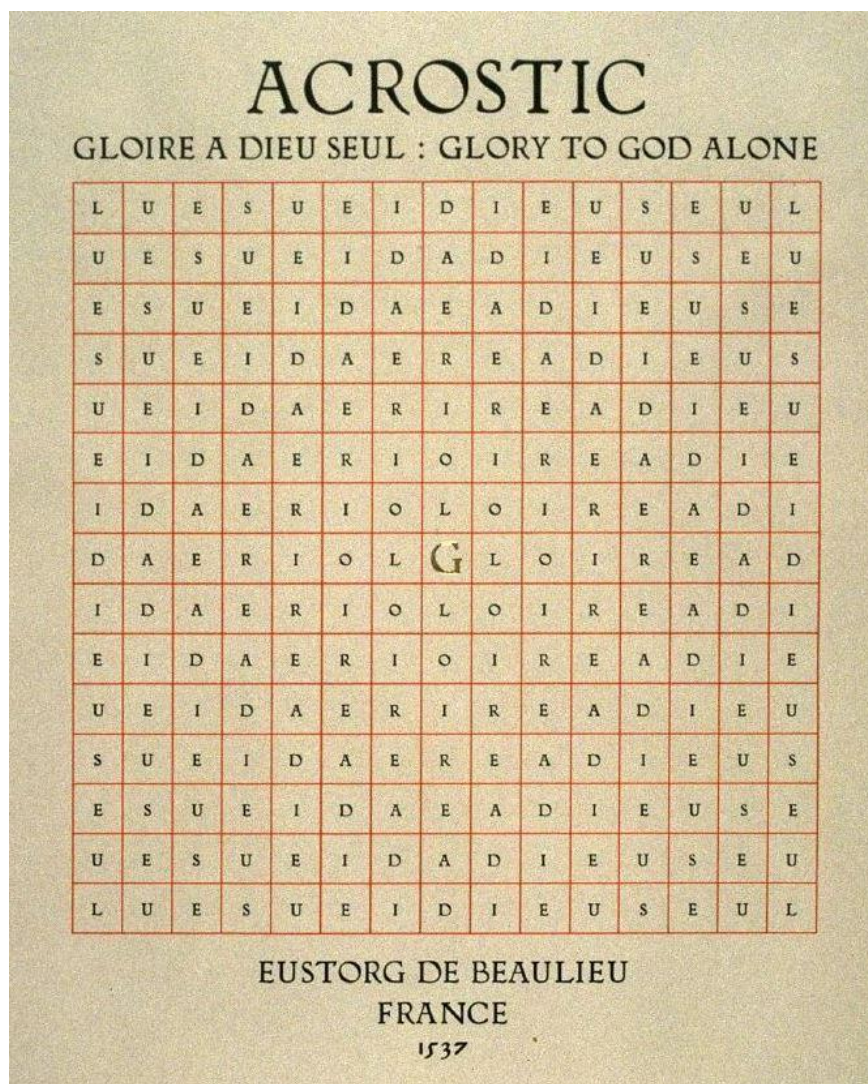 ACROSTIC
GLOIRE A DIEU SEUL : GLORY TO GOD ALONE
L U E S U E I D I E U S E U L
U E S U E I D A D I E U S E U
E S U E I D A E A D I E U S E
S U E I D A E R E A D I E U S
U E I D A E R I R E A D I E U
E I D A E R I O I R E A D I E
I D A E R I O L O I R E A D I
D A E R I O L G L O I R E A D
I D A E R I O L O I R E A D I
E I D A E R I O I R E A D I E
U E I D A E R I R E A D I E U
S U E I D A E R E A D I E U S
E S U E I D A E A D I E U S E
U E S U E I D A D I E U S E U
L U E S U E I D I E U S E U L
EUSTORG DE BEAULIEU
FRANCE
1537